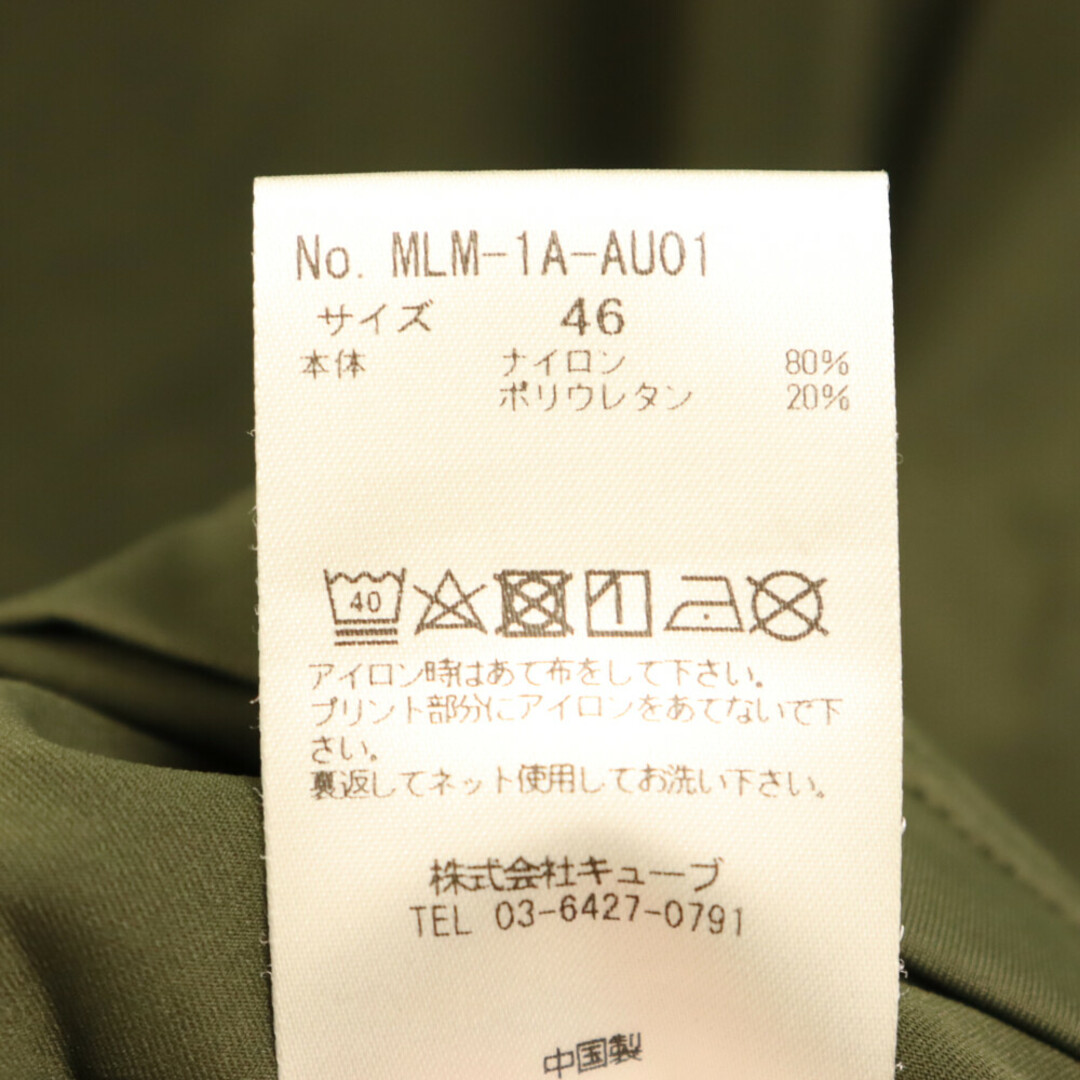 No. MLM-1A-AU01
サイズ 46
本体 ナイロン 80%
ポリウレタン 20%
40
アイロン時はあて布をして下さい。
プリント部分にアイロンをあてないで下
さい。
裏返してネット使用してお洗い下さい。
株式会社キューブ
TEL 03-6427-0791
中国製